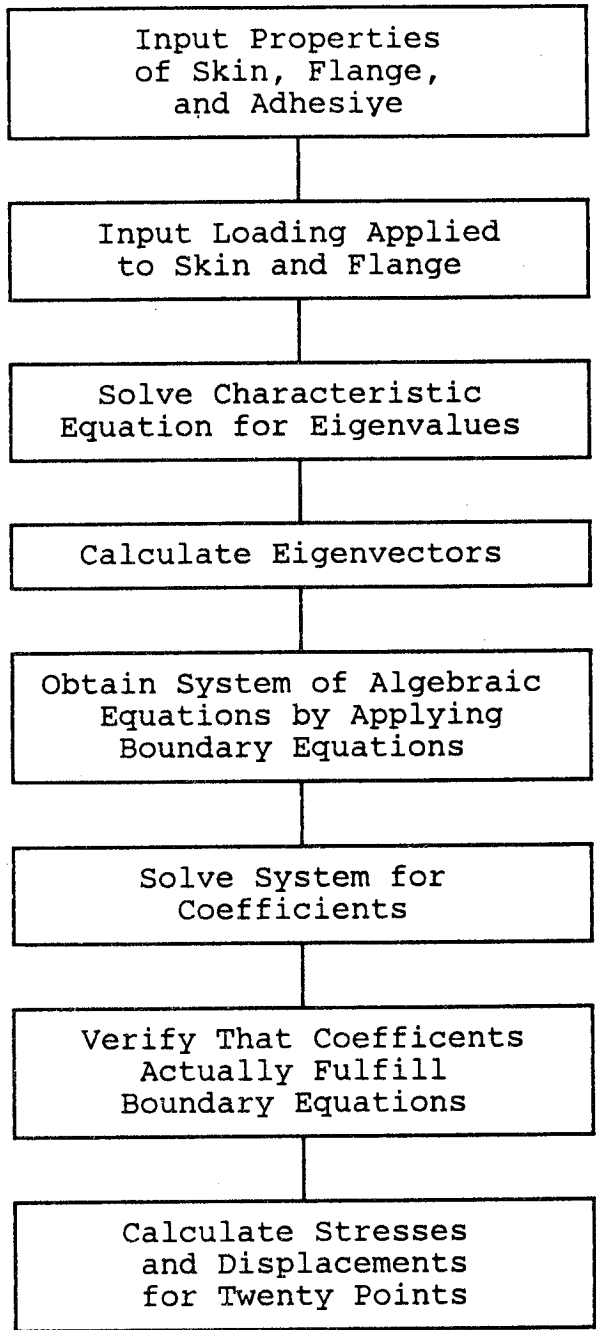 Input Properties
of Skin, Flange,
and Adhesiye
Input Loading Applied
to Skin and Flange
Solve Characteristic
Equation for Eigenvalues
Calculate Eigenvectors
Obtain System of Algebraic
Equations by Applying
Boundary Equations
Solve System for
Coefficients
Verify That Coefficents
Actually Fulfill
Boundary Equations
Calculate Stresses
and Displacements
for Twenty Points